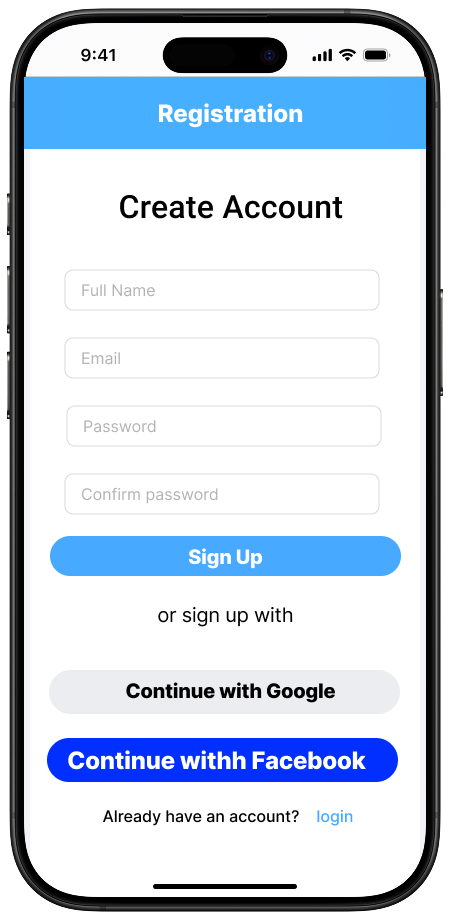 9:41
Registration
Create Account
Full Name
Email
Password
Confirm password
Sign Up
or sign up with
Continue with Google
Continue withh Facebook
Already have an account? login